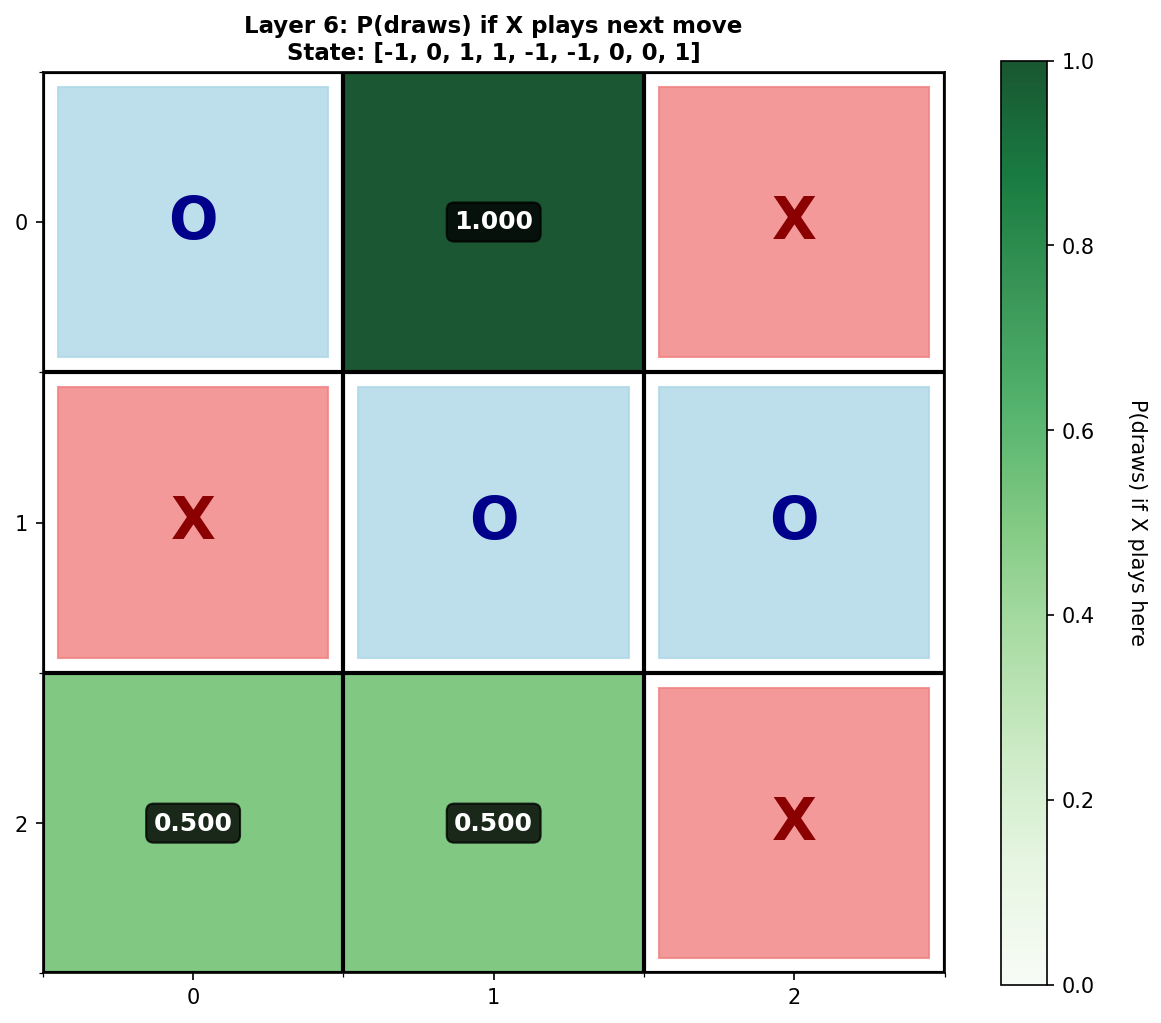 Layer 6: P(draws) if X plays next move
State: [-1, 0, 1, 1, -1, -1, 0, 0, 1]
0
O
1.000
X
1
X
O
O
2
0.500
0.500
X
0
1
2
1.0
0.8
0.6
0.4
0.2
0.0
P(draws) if X plays here